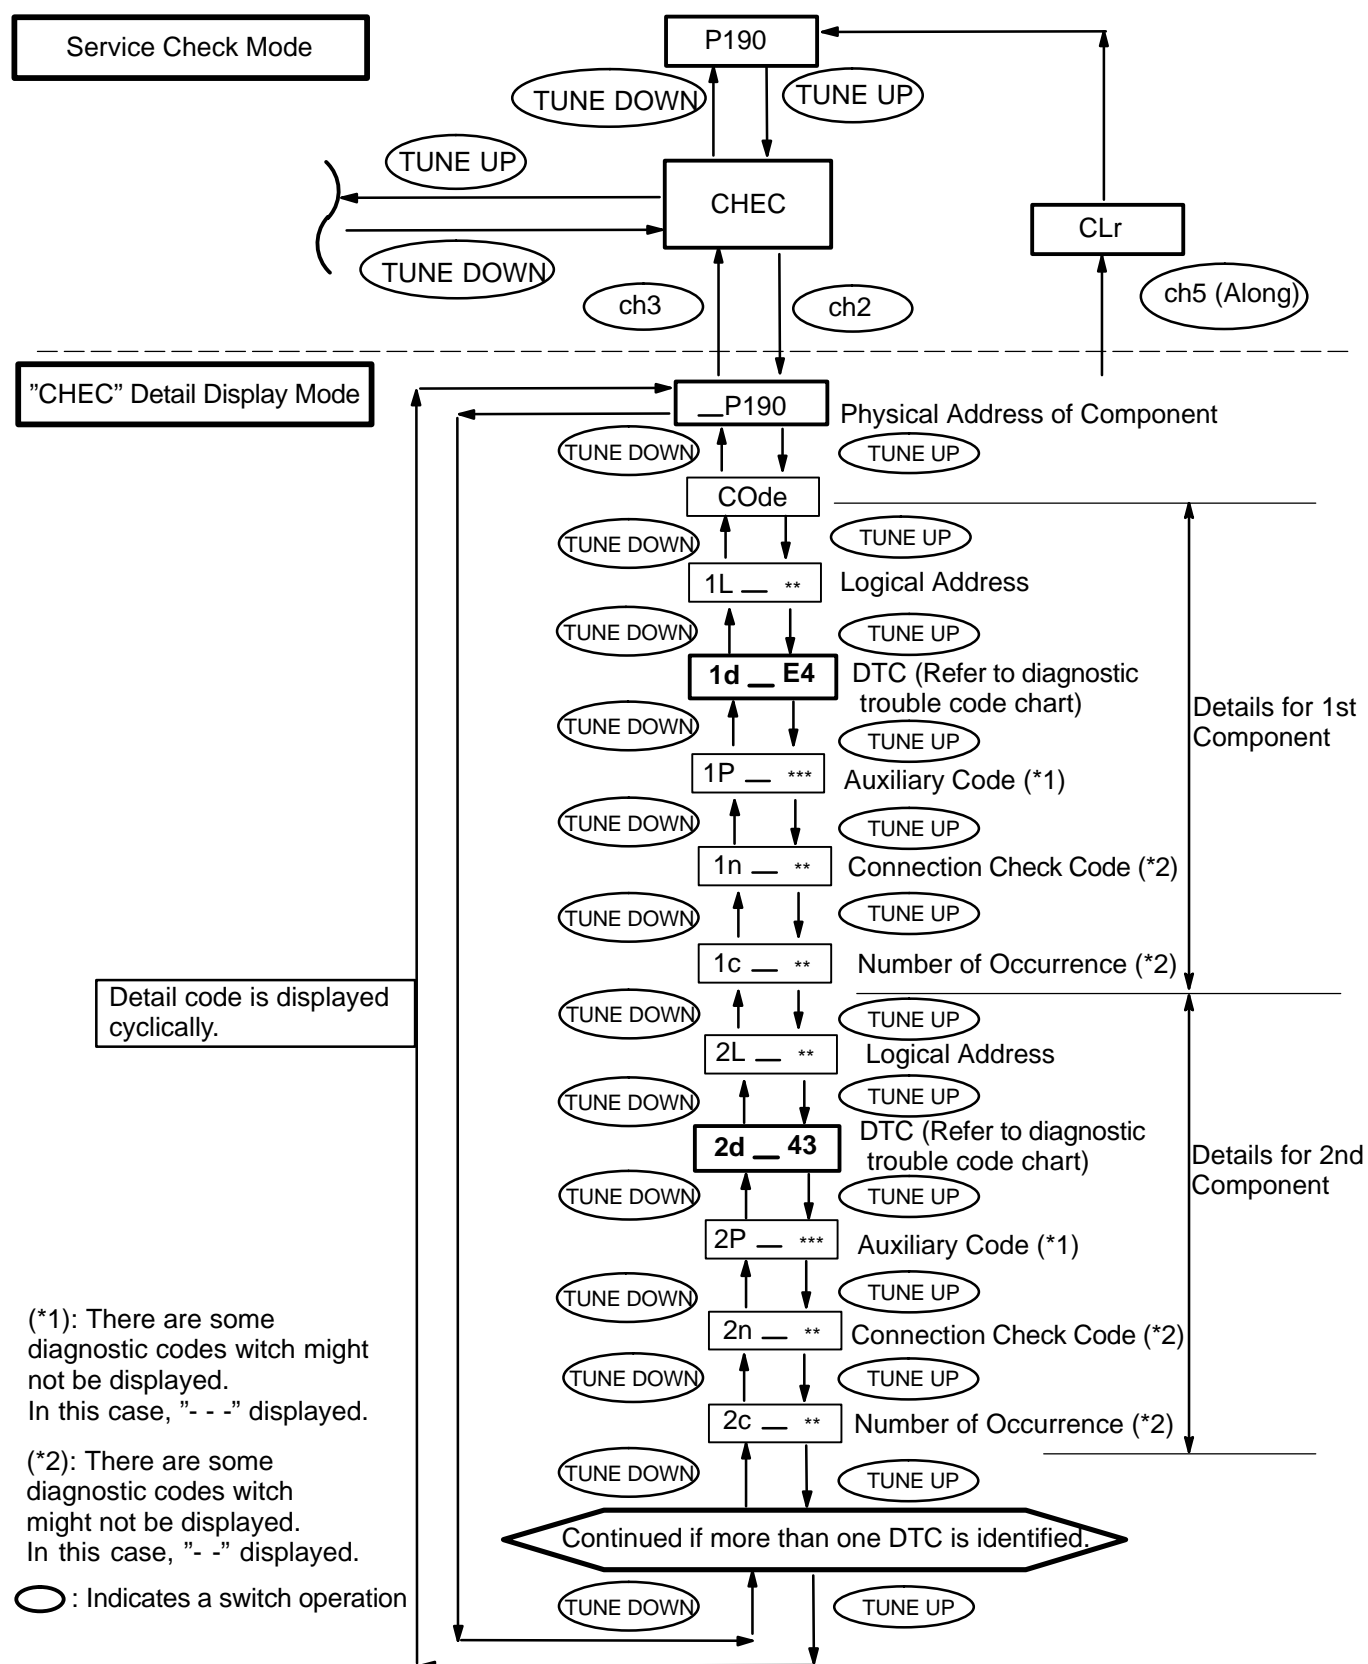 Service Check Mode
P190
TUNE DOWN
TUNE UP
TUNE UP
CHEC
CLr
TUNE DOWN
ch3
ch2
ch5 (Along)
”CHEC” Detail Display Mode
_P190
Physical Address of Component
TUNE DOWN
TUNE UP
COde
TUNE DOWN
TUNE UP
1L _ **
Logical Address
TUNE DOWN
TUNE UP
1d _ E4
DTC (Refer to diagnostic
trouble code chart)
Details for 1st
Component
TUNE DOWN
TUNE UP
1P _ ***
Auxiliary Code (*1)
TUNE DOWN
TUNE UP
1n _ **
Connection Check Code (*2)
TUNE DOWN
TUNE UP
1c _ **
Number of Occurrence (*2)
Detail code is displayed
cyclically.
TUNE DOWN
TUNE UP
2L _ **
Logical Address
TUNE DOWN
TUNE UP
2d _ 43
DTC (Refer to diagnostic
trouble code chart)
Details for 2nd
Component
TUNE DOWN
TUNE UP
2P _ ***
Auxiliary Code (*1)
TUNE DOWN
TUNE UP
2n _ **
Connection Check Code (*2)
TUNE DOWN
TUNE UP
2c _ **
Number of Occurrence (*2)
TUNE DOWN
TUNE UP
Continued if more than one DTC is identified.
TUNE DOWN
TUNE UP
(*1): There are some
diagnostic codes witch might
not be displayed.
In this case, ”- - -” displayed.
(*2): There are some
diagnostic codes witch
might not be displayed.
In this case, ”- -” displayed.
: Indicates a switch operation